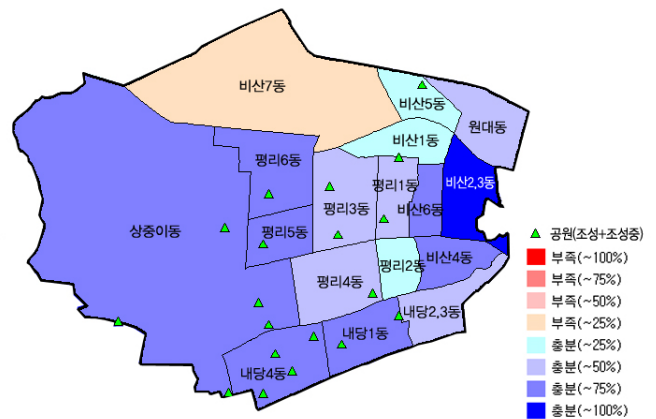 비산7동
비산5동
원대동
비산1동
평리6동
평리1동
비산2,3동
평리3동
비산6동
상중이동
평리5동
평리2동
비산4동
평리4동
내당2,3동
내당1동
내당4동
공원(조성+조성중)
부족(~100%)
부족(~75%)
부족(~50%)
부족(~25%)
충분(~25%)
충분(~50%)
충분(~75%)
충분(~100%)